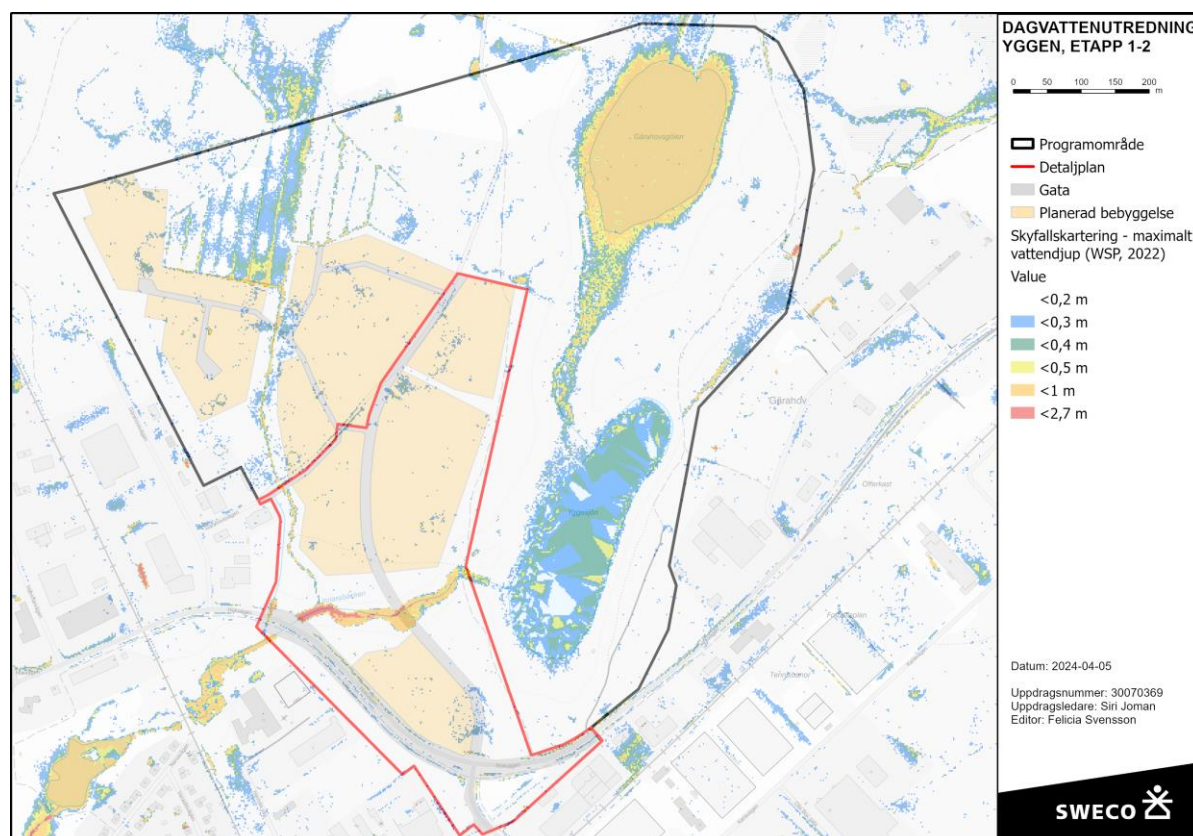 DAGVATTENUTREDNING
YGGEN, ETAPP 1-2
0 50 100 150 200
m
Programområde
Detaljplan
Gata
Planerad bebyggelse
Skyfallskartering - maximalt
vattendjup (WSP, 2022)
Value
<0,2 m
<0,3 m
<0,4 m
<0,5 m
<1 m
<2,7 m
Datum: 2024-04-05
Uppdragsnummer: 30070369
Uppdragsledare: Siri Joman
Editor: Felicia Svensson
SWECO
Gårahov